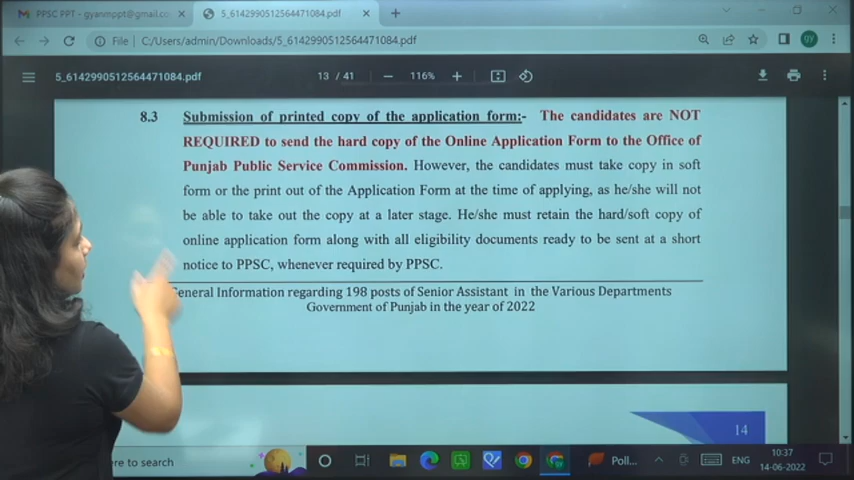 PPSC PPT - gyanmppt@gmail.co
5_6142990512564471084.pdf
File C:/Users/admin/Downloads/5_6142990512564471084.pdf
gy
5_6142990512564471084.pdf
13 / 41
116%
8.3 Submission of printed copy of the application form:- The candidates are NOT
REQUIRED to send the hard copy of the Online Application Form to the Office of
Punjab Public Service Commission. However, the candidates must take copy in soft
form or the print out of the Application Form at the time of applying, as he/she will not
be able to take out the copy at a later stage. He/she must retain the hard/soft copy of
online application form along with all eligibility documents ready to be sent at a short
notice to PPSC, whenever required by PPSC.
General Information regarding 198 posts of Senior Assistant in the Various Departments
Government of Punjab in the year of 2022
14
ere to search
Poll...
ENG
10:37
14-06-2022